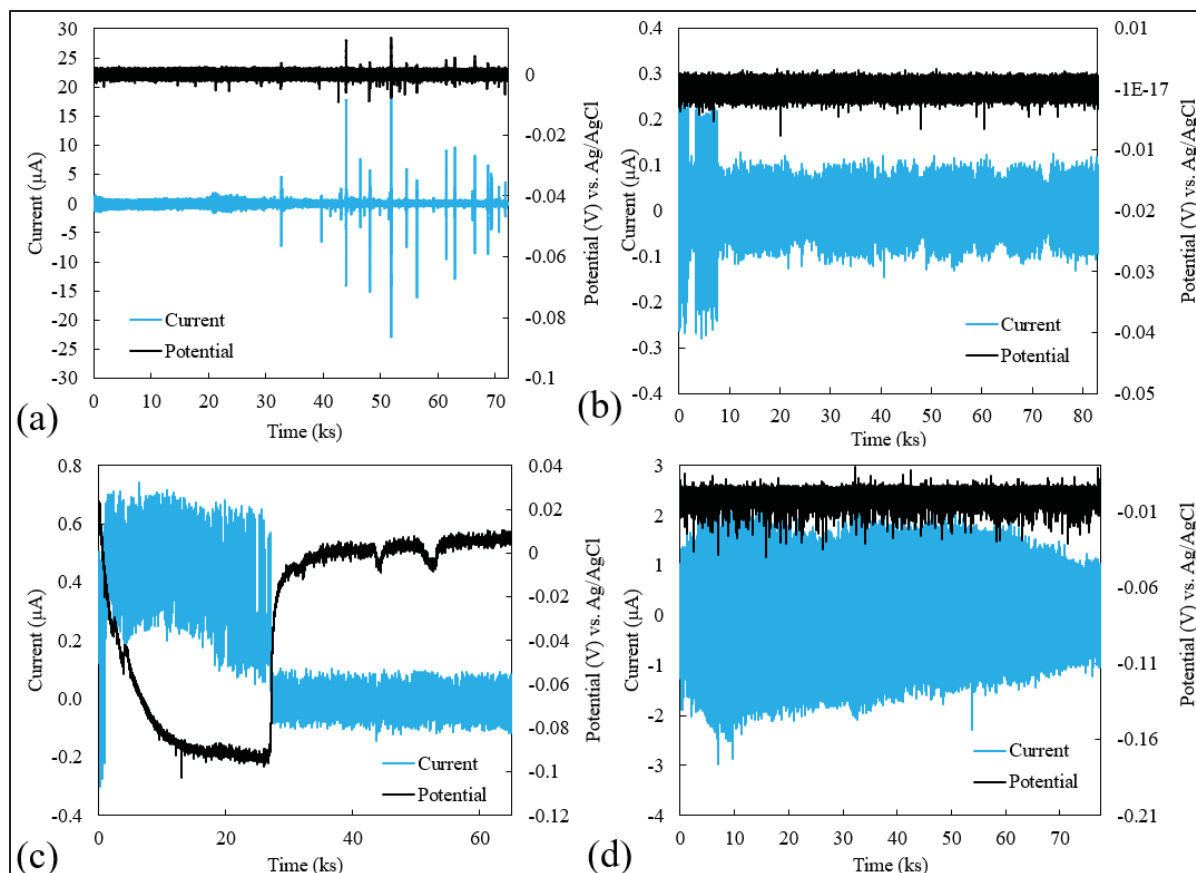 30
25
20
15
10
5
0
-5
-10
-15
-20
-25
-30
Current (µA)
0
-0.02
-0.04
-0.06
-0.08
-0.1
Potential (V) vs. Ag/AgCl
Current
Potential
0 10 20 30 40 50 60 70
Time (ks)
(a)
0.4
0.3
0.2
0.1
0
-0.1
-0.2
-0.3
-0.4
Current (µA)
0.01
-1E-17
-0.01
-0.02
-0.03
-0.04
-0.05
Potential (V) vs. Ag/AgCl
Current
Potential
0 10 20 30 40 50 60 70 80
Time (ks)
(b)
0.8
0.6
0.4
0.2
0.0
-0.2
-0.4
Current (µA)
0.04
0.02
0
-0.02
-0.04
-0.06
-0.08
-0.1
-0.12
Potential (V) vs. Ag/AgCl
Current
Potential
0 20 40 60
Time (ks)
(c)
3
2
1
0
-1
-2
-3
-4
Current (µA)
-0.01
-0.06
-0.11
-0.16
-0.21
Potential (V) vs. Ag/AgCl
Current
Potential
0 10 20 30 40 50 60 70
Time (ks)
(d)